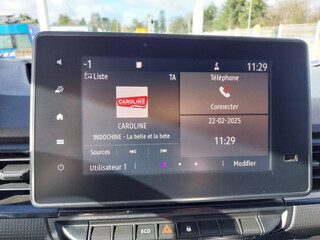 -1
11:29
Liste
TA
Téléphone
CAROLINE
Connecter
CAROLINE
22-02-2025
INDOCHINE - La belle et la bete
11:29
Sources
Utilisateur 1
Modifier
ECO